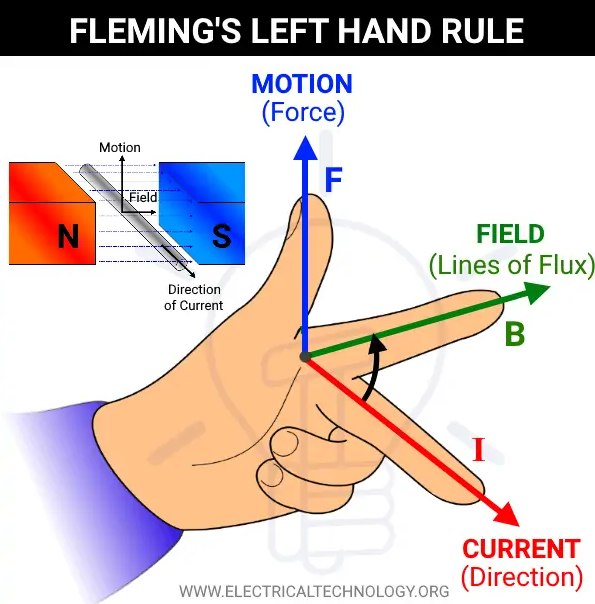 FLEMING'S LEFT HAND RULE
MOTION
(Force)
Motion
F
Field
N
S
FIELD
(Lines of Flux)
Direction
of Current
B
I
CURRENT
(Direction)
WWW.ELECTRICALTECHNOLOGY.ORG